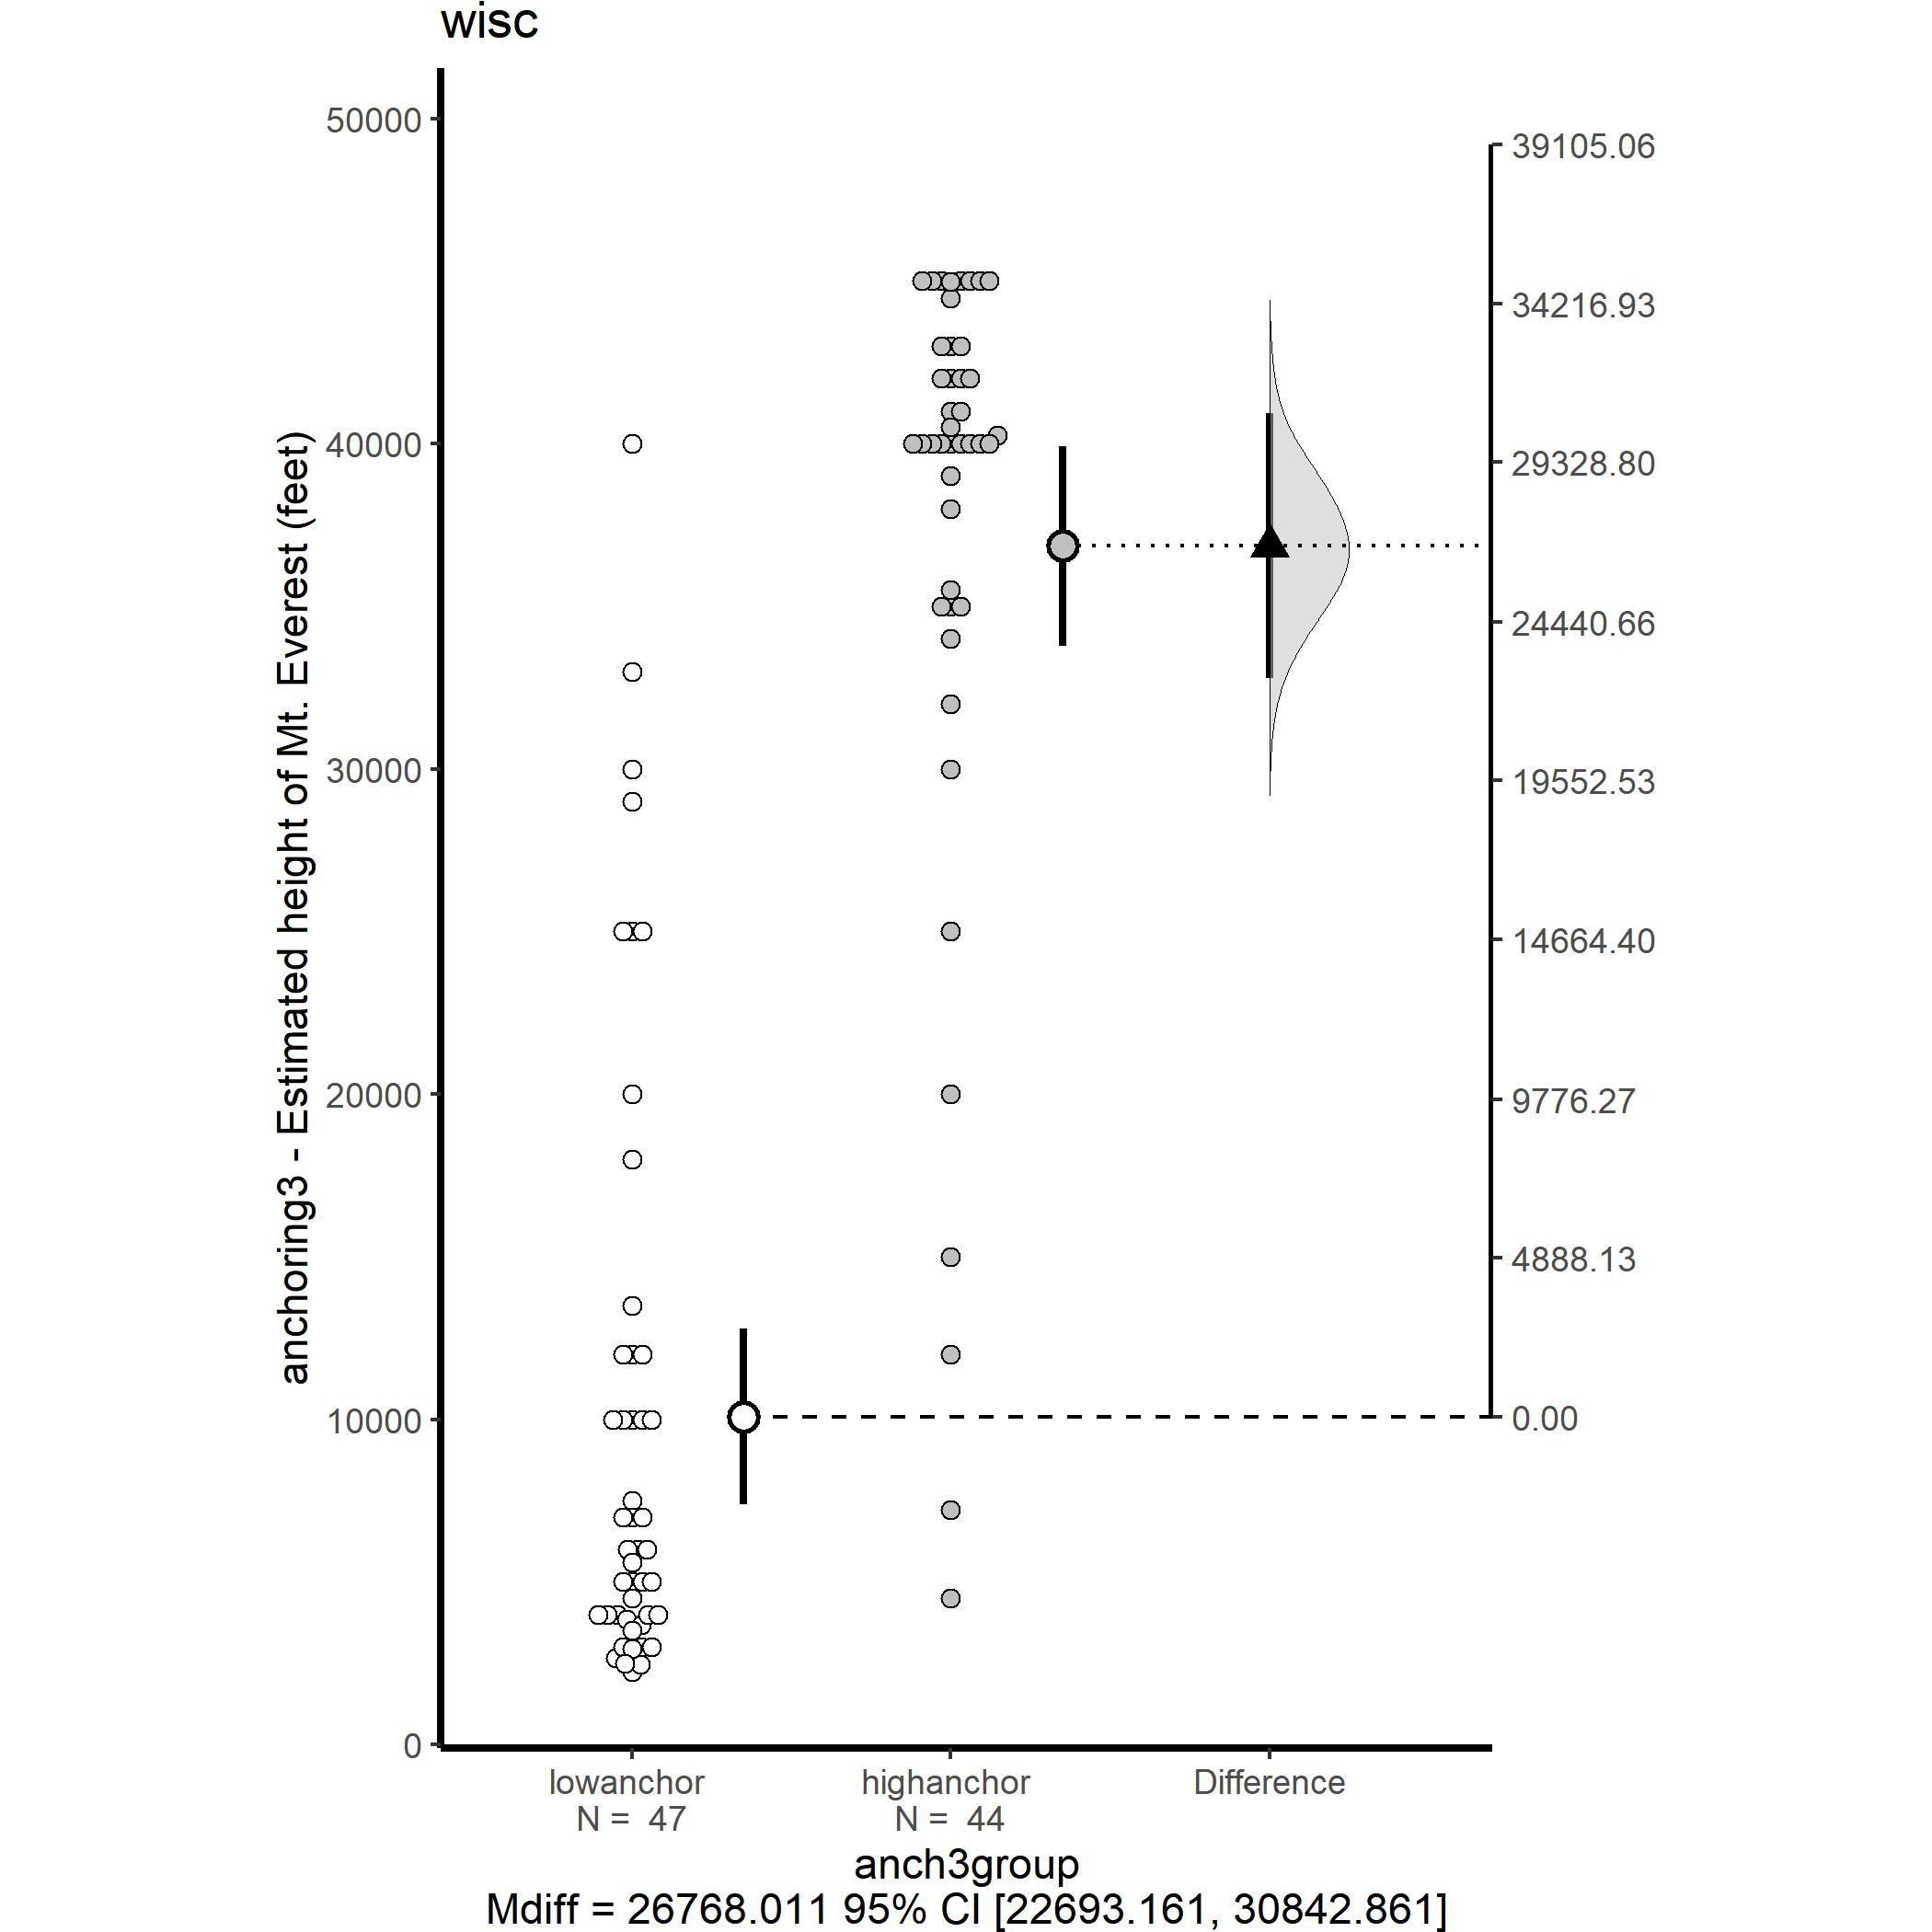 wisc
anchoring3 - Estimated height of Mt. Everest (feet)
50000
40000
30000
20000
10000
0
39105.06
34216.93
29328.80
24440.66
19552.53
14664.40
9776.27
4888.13
0.00
lowanchor
N =  47
highanchor
N =  44
Difference
anch3group
Mdiff = 26768.011 95% CI [22693.161, 30842.861]